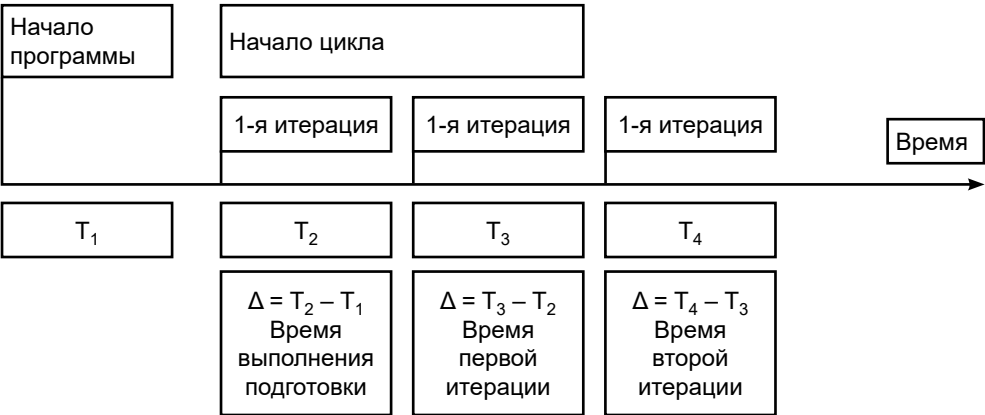 Начало
программы
Начало цикла
1-я итерация
1-я итерация
1-я итерация
Время
T₁
T₂
T₃
T₄
Δ = T₂ – T₁
Время
выполнения
подготовки
Δ = T₃ – T₂
Время
первой
итерации
Δ = T₄ – T₃
Время
второй
итерации